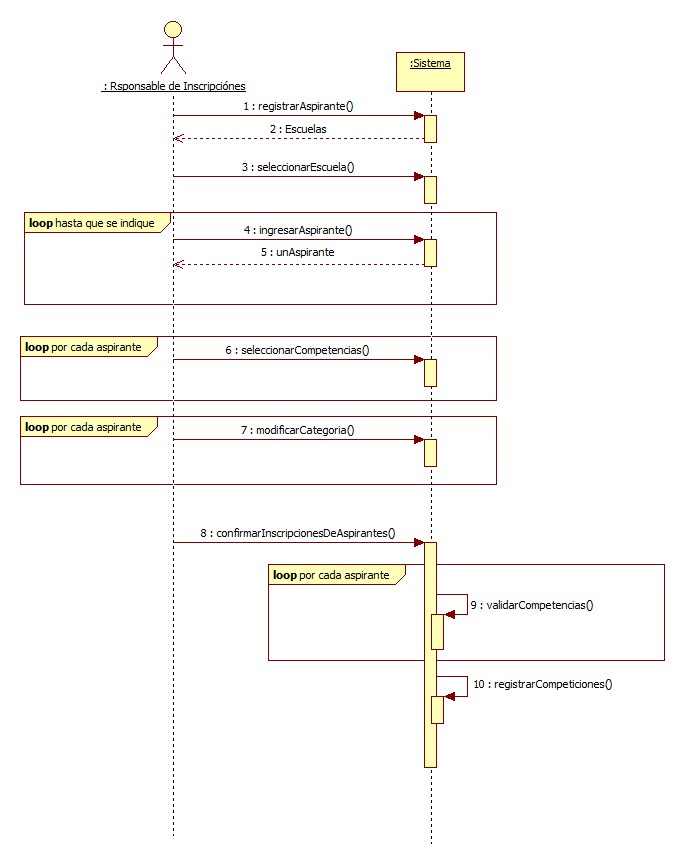 : Rsponable de Inscripciónes
:Sistema
1 : registrarAspirante()
2 : Escuelas
3 : seleccionarEscuela()
loop hasta que se indique
4 : ingresarAspirante()
5 : unAspirante
loop por cada aspirante
6 : seleccionarCompetencias()
loop por cada aspirante
7 : modificarCategoria()
8 : confirmarInscripcionesDeAspirantes()
loop por cada aspirante
9 : validarCompetencias()
10 : registrarCompeticiones()